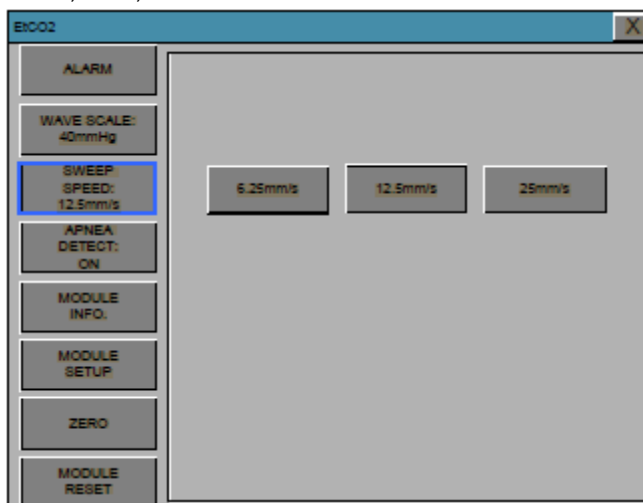 EtCO2
X
ALARM
WAVE SCALE:
40mmHg
SWEEP
SPEED:
12.5mm/s
6.25mm/s
12.5mm/s
25mm/s
APNEA
DETECT:
ON
MODULE
INFO.
MODULE
SETUP
ZERO
MODULE
RESET